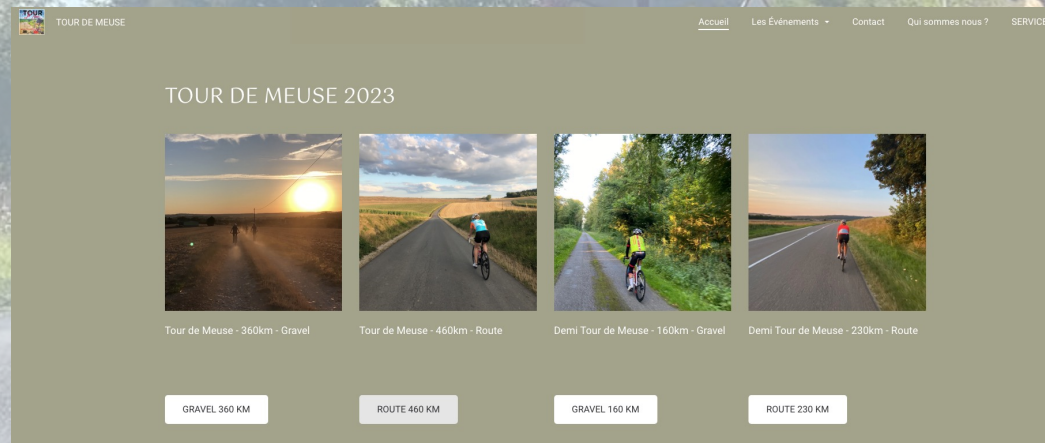 TOUR
TOUR DE MEUSE
Accueil
Les Événements
Contact
Qui sommes nous ?
SERVICE
TOUR DE MEUSE 2023
Tour de Meuse - 360km - Gravel
Tour de Meuse - 460km - Route
Demi Tour de Meuse - 160km - Gravel
Demi Tour de Meuse - 230km - Route
GRAVEL 360 KM
ROUTE 460 KM
GRAVEL 160 KM
ROUTE 230 KM